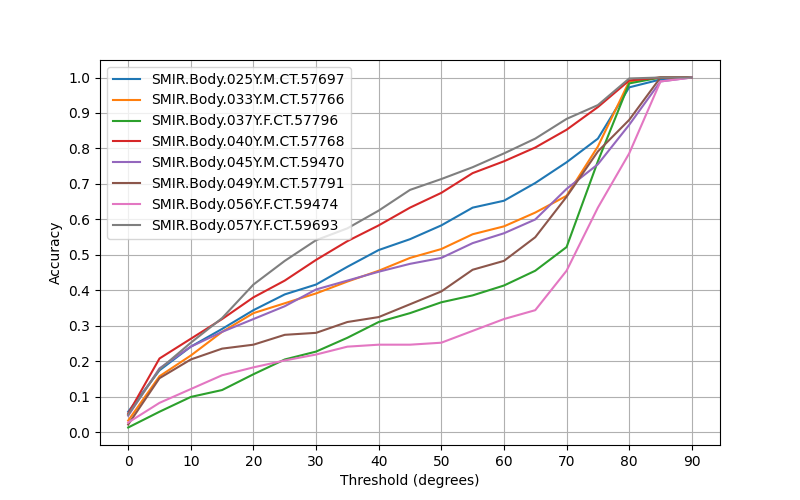 SMIR.Body.025Y.M.CT.57697
SMIR.Body.033Y.M.CT.57766
SMIR.Body.037Y.F.CT.57796
SMIR.Body.040Y.M.CT.57768
SMIR.Body.045Y.M.CT.59470
SMIR.Body.049Y.M.CT.57791
SMIR.Body.056Y.F.CT.59474
SMIR.Body.057Y.F.CT.59693
Accuracy
1.0
0.9
0.8
0.7
0.6
0.5
0.4
0.3
0.2
0.1
0.0
0 10 20 30 40 50 60 70 80 90
Threshold (degrees)